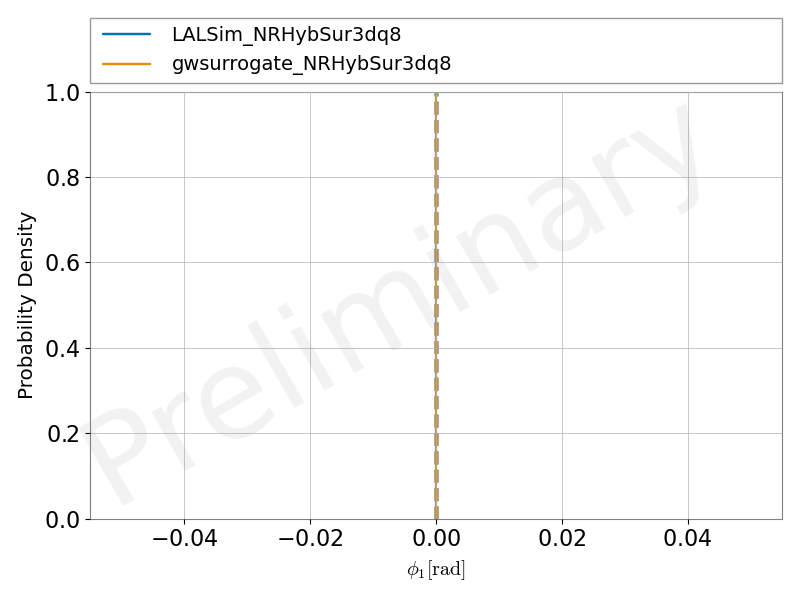 LALSim_NRHybSur3dq8
gwsurrogate_NRHybSur3dq8
1.0
0.8
0.6
0.4
0.2
0.0
Probability Density
Preliminary
−0.04 −0.02 0.00 0.02 0.04
ϕ₁[rad]